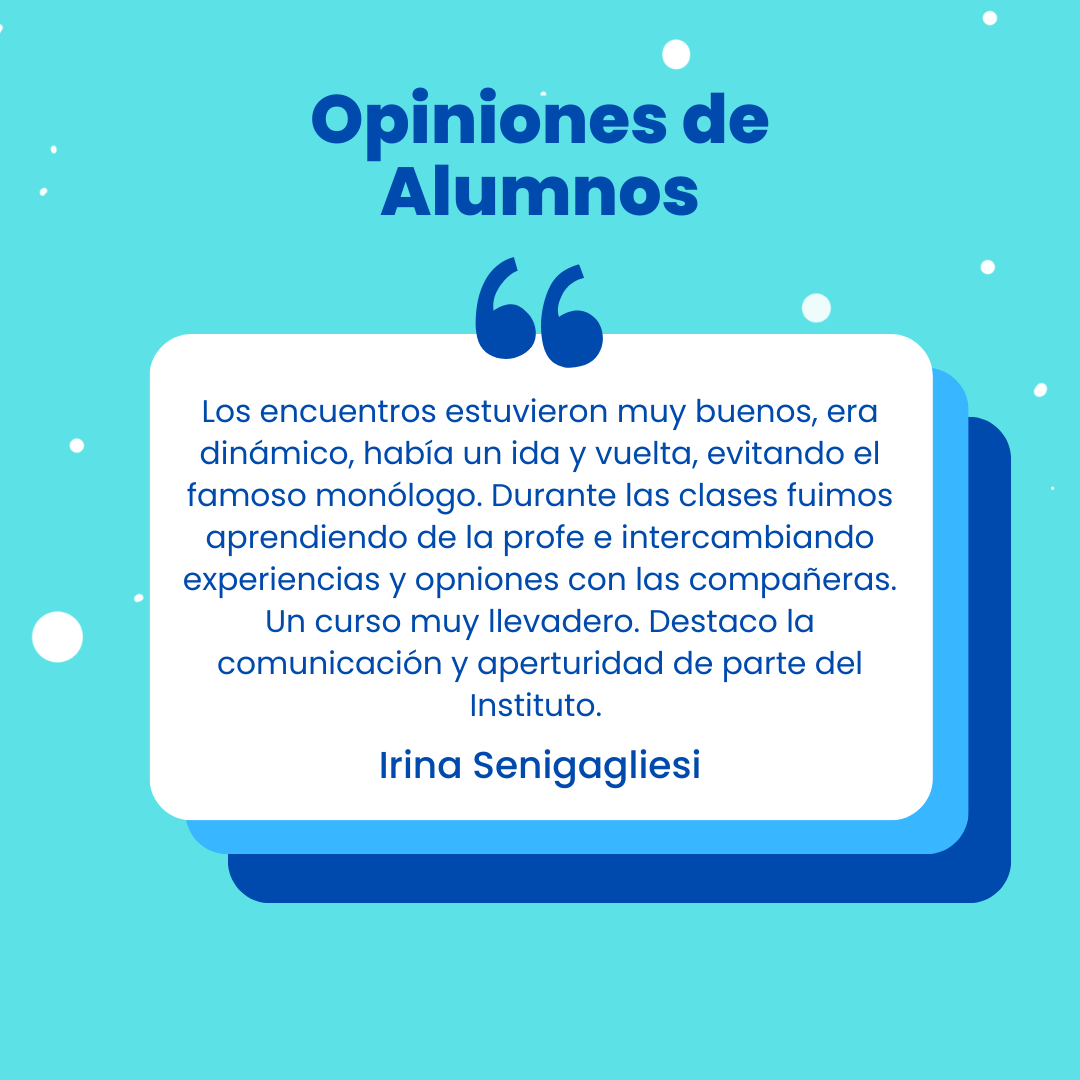 Opiniones de
Alumnos
“
Los encuentros estuvieron muy buenos, era
dinámico, había un ida y vuelta, evitando el
famoso monólogo. Durante las clases fuimos
aprendiendo de la profe e intercambiando
experiencias y opniones con las compañeras.
Un curso muy llevadero. Destaco la
comunicación y aperturidad de parte del
Instituto.
Irina Senigagliesi